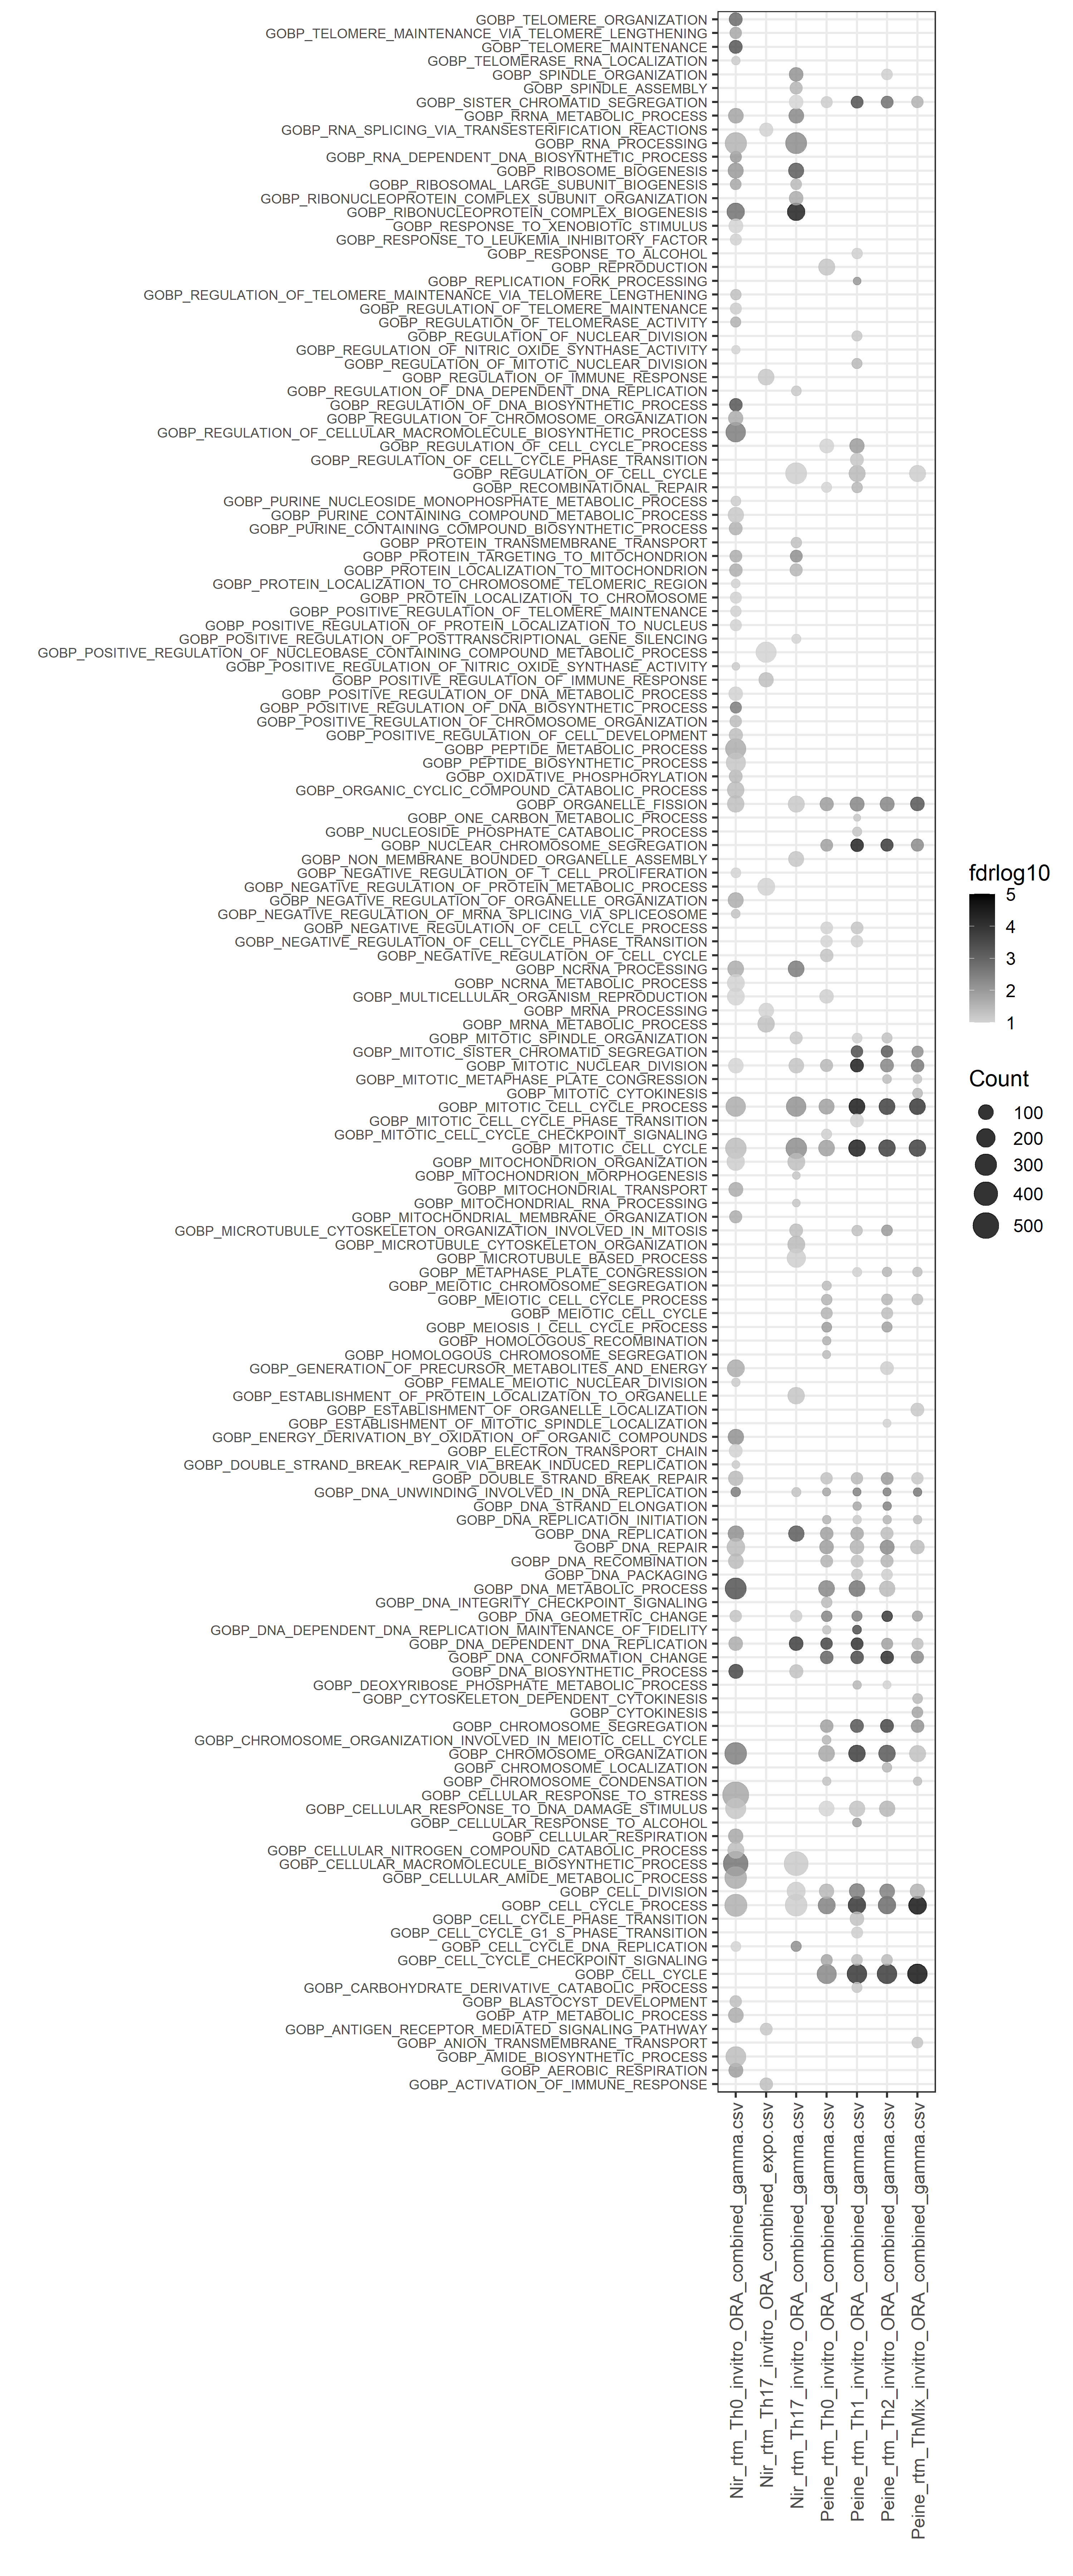 GOBP_TELOMERE_ORGANIZATION
GOBP_TELOMERE_MAINTENANCE_VIA_TELOMERE_LENGTHENING
GOBP_TELOMERE_MAINTENANCE
GOBP_TELOMERASE_RNA_LOCALIZATION
GOBP_SPINDLE_ORGANIZATION
GOBP_SPINDLE_ASSEMBLY
GOBP_SISTER_CHROMATID_SEGREGATION
GOBP_RRNA_METABOLIC_PROCESS
GOBP_RNA_SPLICING_VIA_TRANSESTERIFICATION_REACTIONS
GOBP_RNA_PROCESSING
GOBP_RNA_DEPENDENT_DNA_BIOSYNTHETIC_PROCESS
GOBP_RIBOSOME_BIOGENESIS
GOBP_RIBOSOMAL_LARGE_SUBUNIT_BIOGENESIS
GOBP_RIBONUCLEOPROTEIN_COMPLEX_SUBUNIT_ORGANIZATION
GOBP_RIBONUCLEOPROTEIN_COMPLEX_BIOGENESIS
GOBP_RESPONSE_TO_XENOBIOTIC_STIMULUS
GOBP_RESPONSE_TO_LEUKEMIA_INHIBITORY_FACTOR
GOBP_RESPONSE_TO_ALCOHOL
GOBP_REPRODUCTION
GOBP_REPLICATION_FORK_PROCESSING
GOBP_REGULATION_OF_TELOMERE_MAINTENANCE_VIA_TELOMERE_LENGTHENING
GOBP_REGULATION_OF_TELOMERE_MAINTENANCE
GOBP_REGULATION_OF_TELOMERASE_ACTIVITY
GOBP_REGULATION_OF_NUCLEAR_DIVISION
GOBP_REGULATION_OF_NITRIC_OXIDE_SYNTHASE_ACTIVITY
GOBP_REGULATION_OF_MITOTIC_NUCLEAR_DIVISION
GOBP_REGULATION_OF_IMMUNE_RESPONSE
GOBP_REGULATION_OF_DNA_DEPENDENT_DNA_REPLICATION
GOBP_REGULATION_OF_DNA_BIOSYNTHETIC_PROCESS
GOBP_REGULATION_OF_CHROMOSOME_ORGANIZATION
GOBP_REGULATION_OF_CELLULAR_MACROMOLECULE_BIOSYNTHETIC_PROCESS
GOBP_REGULATION_OF_CELL_CYCLE_PROCESS
GOBP_REGULATION_OF_CELL_CYCLE_PHASE_TRANSITION
GOBP_REGULATION_OF_CELL_CYCLE
GOBP_RECOMBINATIONAL_REPAIR
GOBP_PURINE_NUCLEOSIDE_MONOPHOSPHATE_METABOLIC_PROCESS
GOBP_PURINE_CONTAINING_COMPOUND_METABOLIC_PROCESS
GOBP_PURINE_CONTAINING_COMPOUND_BIOSYNTHETIC_PROCESS
GOBP_PROTEIN_TRANSMEMBRANE_TRANSPORT
GOBP_PROTEIN_TARGETING_TO_MITOCHONDRION
GOBP_PROTEIN_LOCALIZATION_TO_MITOCHONDRION
GOBP_PROTEIN_LOCALIZATION_TO_CHROMOSOME_TELOMERIC_REGION
GOBP_PROTEIN_LOCALIZATION_TO_CHROMOSOME
GOBP_POSITIVE_REGULATION_OF_TELOMERE_MAINTENANCE
GOBP_POSITIVE_REGULATION_OF_PROTEIN_LOCALIZATION_TO_NUCLEUS
GOBP_POSITIVE_REGULATION_OF_POSTTRANSCRIPTIONAL_GENE_SILENCING
GOBP_POSITIVE_REGULATION_OF_NUCLEOBASE_CONTAINING_COMPOUND_METABOLIC_PROCESS
GOBP_POSITIVE_REGULATION_OF_NITRIC_OXIDE_SYNTHASE_ACTIVITY
GOBP_POSITIVE_REGULATION_OF_IMMUNE_RESPONSE
GOBP_POSITIVE_REGULATION_OF_DNA_METABOLIC_PROCESS
GOBP_POSITIVE_REGULATION_OF_DNA_BIOSYNTHETIC_PROCESS
GOBP_POSITIVE_REGULATION_OF_CHROMOSOME_ORGANIZATION
GOBP_POSITIVE_REGULATION_OF_CELL_DEVELOPMENT
GOBP_PEPTIDE_METABOLIC_PROCESS
GOBP_PEPTIDE_BIOSYNTHETIC_PROCESS
GOBP_OXIDATIVE_PHOSPHORYLATION
GOBP_ORGANIC_CYCLIC_COMPOUND_CATABOLIC_PROCESS
GOBP_ORGANELLE_FISSION
GOBP_ONE_CARBON_METABOLIC_PROCESS
GOBP_NUCLEOSIDE_PHOSPHATE_CATABOLIC_PROCESS
GOBP_NUCLEAR_CHROMOSOME_SEGREGATION
GOBP_NON_MEMBRANE_BOUNDED_ORGANELLE_ASSEMBLY
GOBP_NEGATIVE_REGULATION_OF_T_CELL_PROLIFERATION
GOBP_NEGATIVE_REGULATION_OF_PROTEIN_METABOLIC_PROCESS
GOBP_NEGATIVE_REGULATION_OF_ORGANELLE_ORGANIZATION
GOBP_NEGATIVE_REGULATION_OF_MRNA_SPLICING_VIA_SPLICEOSOME
GOBP_NEGATIVE_REGULATION_OF_CELL_CYCLE_PROCESS
GOBP_NEGATIVE_REGULATION_OF_CELL_CYCLE_PHASE_TRANSITION
GOBP_NEGATIVE_REGULATION_OF_CELL_CYCLE
GOBP_NCRNA_PROCESSING
GOBP_NCRNA_METABOLIC_PROCESS
GOBP_MULTICELLULAR_ORGANISM_REPRODUCTION
GOBP_MRNA_PROCESSING
GOBP_MRNA_METABOLIC_PROCESS
GOBP_MITOTIC_SPINDLE_ORGANIZATION
GOBP_MITOTIC_SISTER_CHROMATID_SEGREGATION
GOBP_MITOTIC_NUCLEAR_DIVISION
GOBP_MITOTIC_METAPHASE_PLATE_CONGRESSION
GOBP_MITOTIC_CYTOKINESIS
GOBP_MITOTIC_CELL_CYCLE_PROCESS
GOBP_MITOTIC_CELL_CYCLE_PHASE_TRANSITION
GOBP_MITOTIC_CELL_CYCLE_CHECKPOINT_SIGNALING
GOBP_MITOTIC_CELL_CYCLE
GOBP_MITOCHONDRION_ORGANIZATION
GOBP_MITOCHONDRION_MORPHOGENESIS
GOBP_MITOCHONDRIAL_TRANSPORT
GOBP_MITOCHONDRIAL_RNA_PROCESSING
GOBP_MITOCHONDRIAL_MEMBRANE_ORGANIZATION
GOBP_MICROTUBULE_CYTOSKELETON_ORGANIZATION_INVOLVED_IN_MITOSIS
GOBP_MICROTUBULE_CYTOSKELETON_ORGANIZATION
GOBP_MICROTUBULE_BASED_PROCESS
GOBP_METAPHASE_PLATE_CONGRESSION
GOBP_MEIOTIC_CHROMOSOME_SEGREGATION
GOBP_MEIOTIC_CELL_CYCLE_PROCESS
GOBP_MEIOTIC_CELL_CYCLE
GOBP_MEIOSIS_I_CELL_CYCLE_PROCESS
GOBP_HOMOLOGOUS_RECOMBINATION
GOBP_HOMOLOGOUS_CHROMOSOME_SEGREGATION
GOBP_GENERATION_OF_PRECURSOR_METABOLITES_AND_ENERGY
GOBP_FEMALE_MEIOTIC_NUCLEAR_DIVISION
GOBP_ESTABLISHMENT_OF_PROTEIN_LOCALIZATION_TO_ORGANELLE
GOBP_ESTABLISHMENT_OF_ORGANELLE_LOCALIZATION
GOBP_ESTABLISHMENT_OF_MITOTIC_SPINDLE_LOCALIZATION
GOBP_ENERGY_DERIVATION_BY_OXIDATION_OF_ORGANIC_COMPOUNDS
GOBP_ELECTRON_TRANSPORT_CHAIN
GOBP_DOUBLE_STRAND_BREAK_REPAIR_VIA_BREAK_INDUCED_REPLICATION
GOBP_DOUBLE_STRAND_BREAK_REPAIR
GOBP_DNA_UNWINDING_INVOLVED_IN_DNA_REPLICATION
GOBP_DNA_STRAND_ELONGATION
GOBP_DNA_REPLICATION_INITIATION
GOBP_DNA_REPLICATION
GOBP_DNA_REPAIR
GOBP_DNA_RECOMBINATION
GOBP_DNA_PACKAGING
GOBP_DNA_METABOLIC_PROCESS
GOBP_DNA_INTEGRITY_CHECKPOINT_SIGNALING
GOBP_DNA_GEOMETRIC_CHANGE
GOBP_DNA_DEPENDENT_DNA_REPLICATION_MAINTENANCE_OF_FIDELITY
GOBP_DNA_DEPENDENT_DNA_REPLICATION
GOBP_DNA_CONFORMATION_CHANGE
GOBP_DNA_BIOSYNTHETIC_PROCESS
GOBP_DEOXYRIBOSE_PHOSPHATE_METABOLIC_PROCESS
GOBP_CYTOSKELETON_DEPENDENT_CYTOKINESIS
GOBP_CYTOKINESIS
GOBP_CHROMOSOME_SEGREGATION
GOBP_CHROMOSOME_ORGANIZATION_INVOLVED_IN_MEIOTIC_CELL_CYCLE
GOBP_CHROMOSOME_ORGANIZATION
GOBP_CHROMOSOME_LOCALIZATION
GOBP_CHROMOSOME_CONDENSATION
GOBP_CELLULAR_RESPONSE_TO_STRESS
GOBP_CELLULAR_RESPONSE_TO_DNA_DAMAGE_STIMULUS
GOBP_CELLULAR_RESPONSE_TO_ALCOHOL
GOBP_CELLULAR_RESPIRATION
GOBP_CELLULAR_NITROGEN_COMPOUND_CATABOLIC_PROCESS
GOBP_CELLULAR_MACROMOLECULE_BIOSYNTHETIC_PROCESS
GOBP_CELLULAR_AMIDE_METABOLIC_PROCESS
GOBP_CELL_DIVISION
GOBP_CELL_CYCLE_PROCESS
GOBP_CELL_CYCLE_PHASE_TRANSITION
GOBP_CELL_CYCLE_G1_S_PHASE_TRANSITION
GOBP_CELL_CYCLE_DNA_REPLICATION
GOBP_CELL_CYCLE_CHECKPOINT_SIGNALING
GOBP_CELL_CYCLE
GOBP_CARBOHYDRATE_DERIVATIVE_CATABOLIC_PROCESS
GOBP_BLASTOCYST_DEVELOPMENT
GOBP_ATP_METABOLIC_PROCESS
GOBP_ANTIGEN_RECEPTOR_MEDIATED_SIGNALING_PATHWAY
GOBP_ANION_TRANSMEMBRANE_TRANSPORT
GOBP_AMIDE_BIOSYNTHETIC_PROCESS
GOBP_AEROBIC_RESPIRATION
GOBP_ACTIVATION_OF_IMMUNE_RESPONSE
Nir_rtm_Th0_invitro_ORA_combined_gamma.csv
Nir_rtm_Th17_invitro_ORA_combined_expo.csv
Nir_rtm_Th17_invitro_ORA_combined_gamma.csv
Peine_rtm_Th0_invitro_ORA_combined_gamma.csv
Peine_rtm_Th1_invitro_ORA_combined_gamma.csv
Peine_rtm_Th2_invitro_ORA_combined_gamma.csv
Peine_rtm_ThMix_invitro_ORA_combined_gamma.csv
fdrlog10
5
4
3
2
1
Count
100
200
300
400
500